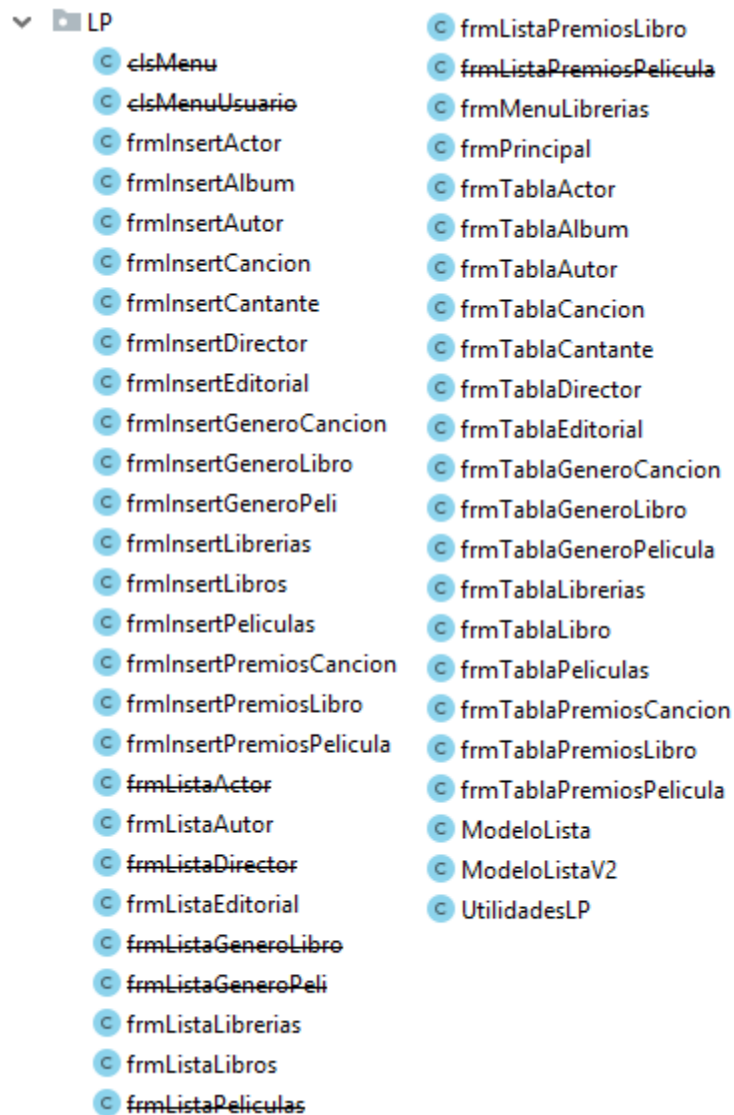 LP
clsMenu
clsMenuUsuario
frmInsertActor
frmInsertAlbum
frmInsertAutor
frmInsertCancion
frmInsertCantante
frmInsertDirector
frmInsertEditorial
frmInsertGeneroCancion
frmInsertGeneroLibro
frmInsertGeneroPeli
frmInsertLibrerias
frmInsertLibros
frmInsertPeliculas
frmInsertPremiosCancion
frmInsertPremiosLibro
frmInsertPremiosPelicula
frmListaActor
frmListaAutor
frmListaDirector
frmListaEditorial
frmListaGeneroLibro
frmListaGeneroPeli
frmListaLibrerias
frmListaLibros
frmListaPeliculas
frmListaPremiosLibro
frmListaPremiosPelicula
frmMenuLibrerias
frmPrincipal
frmTablaActor
frmTablaAlbum
frmTablaAutor
frmTablaCancion
frmTablaCantante
frmTablaDirector
frmTablaEditorial
frmTablaGeneroCancion
frmTablaGeneroLibro
frmTablaGeneroPelicula
frmTablaLibrerias
frmTablaLibro
frmTablaPeliculas
frmTablaPremiosCancion
frmTablaPremiosLibro
frmTablaPremiosPelicula
ModeloLista
ModeloListaV2
UtilidadesLP